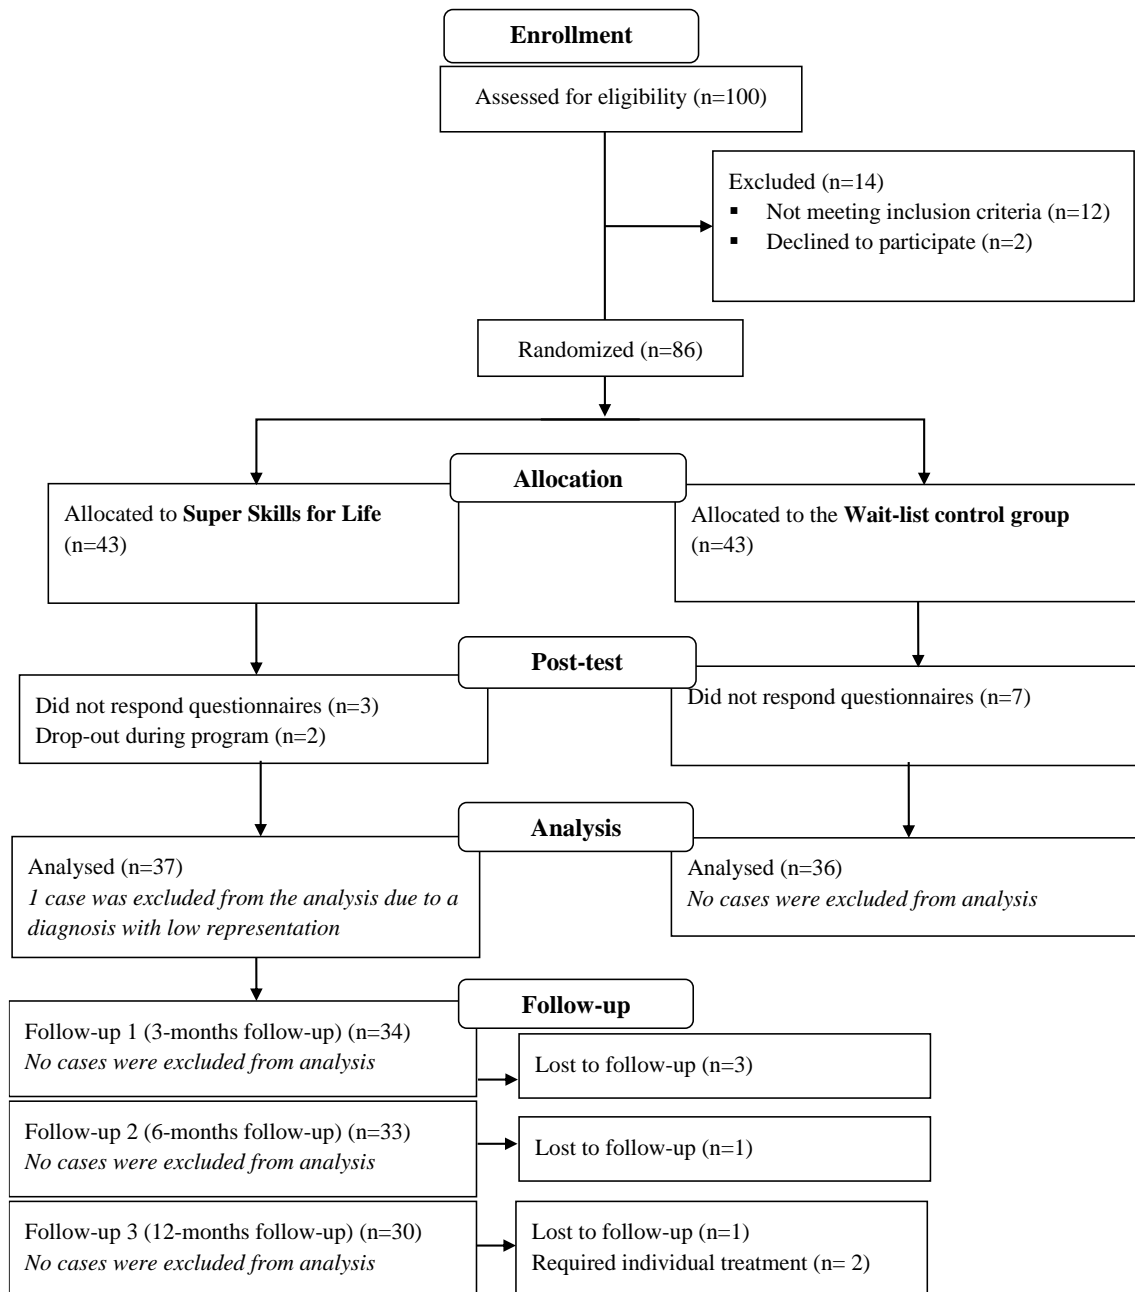 Enrollment
Assessed for eligibility (n=100)
Excluded (n=14)
▪ Not meeting inclusion criteria (n=12)
▪ Declined to participate (n=2)
Randomized (n=86)
Allocation
Allocated to Super Skills for Life
(n=43)
Allocated to the Wait-list control group
(n=43)
Post-test
Did not respond questionnaires (n=3)
Drop-out during program (n=2)
Did not respond questionnaires (n=7)
Analysis
Analysed (n=37)
1 case was excluded from the analysis due to a
diagnosis with low representation
Analysed (n=36)
No cases were excluded from analysis
Follow-up
Follow-up 1 (3-months follow-up) (n=34)
No cases were excluded from analysis
Lost to follow-up (n=3)
Follow-up 2 (6-months follow-up) (n=33)
No cases were excluded from analysis
Lost to follow-up (n=1)
Follow-up 3 (12-months follow-up) (n=30)
No cases were excluded from analysis
Lost to follow-up (n=1)
Required individual treatment (n= 2)